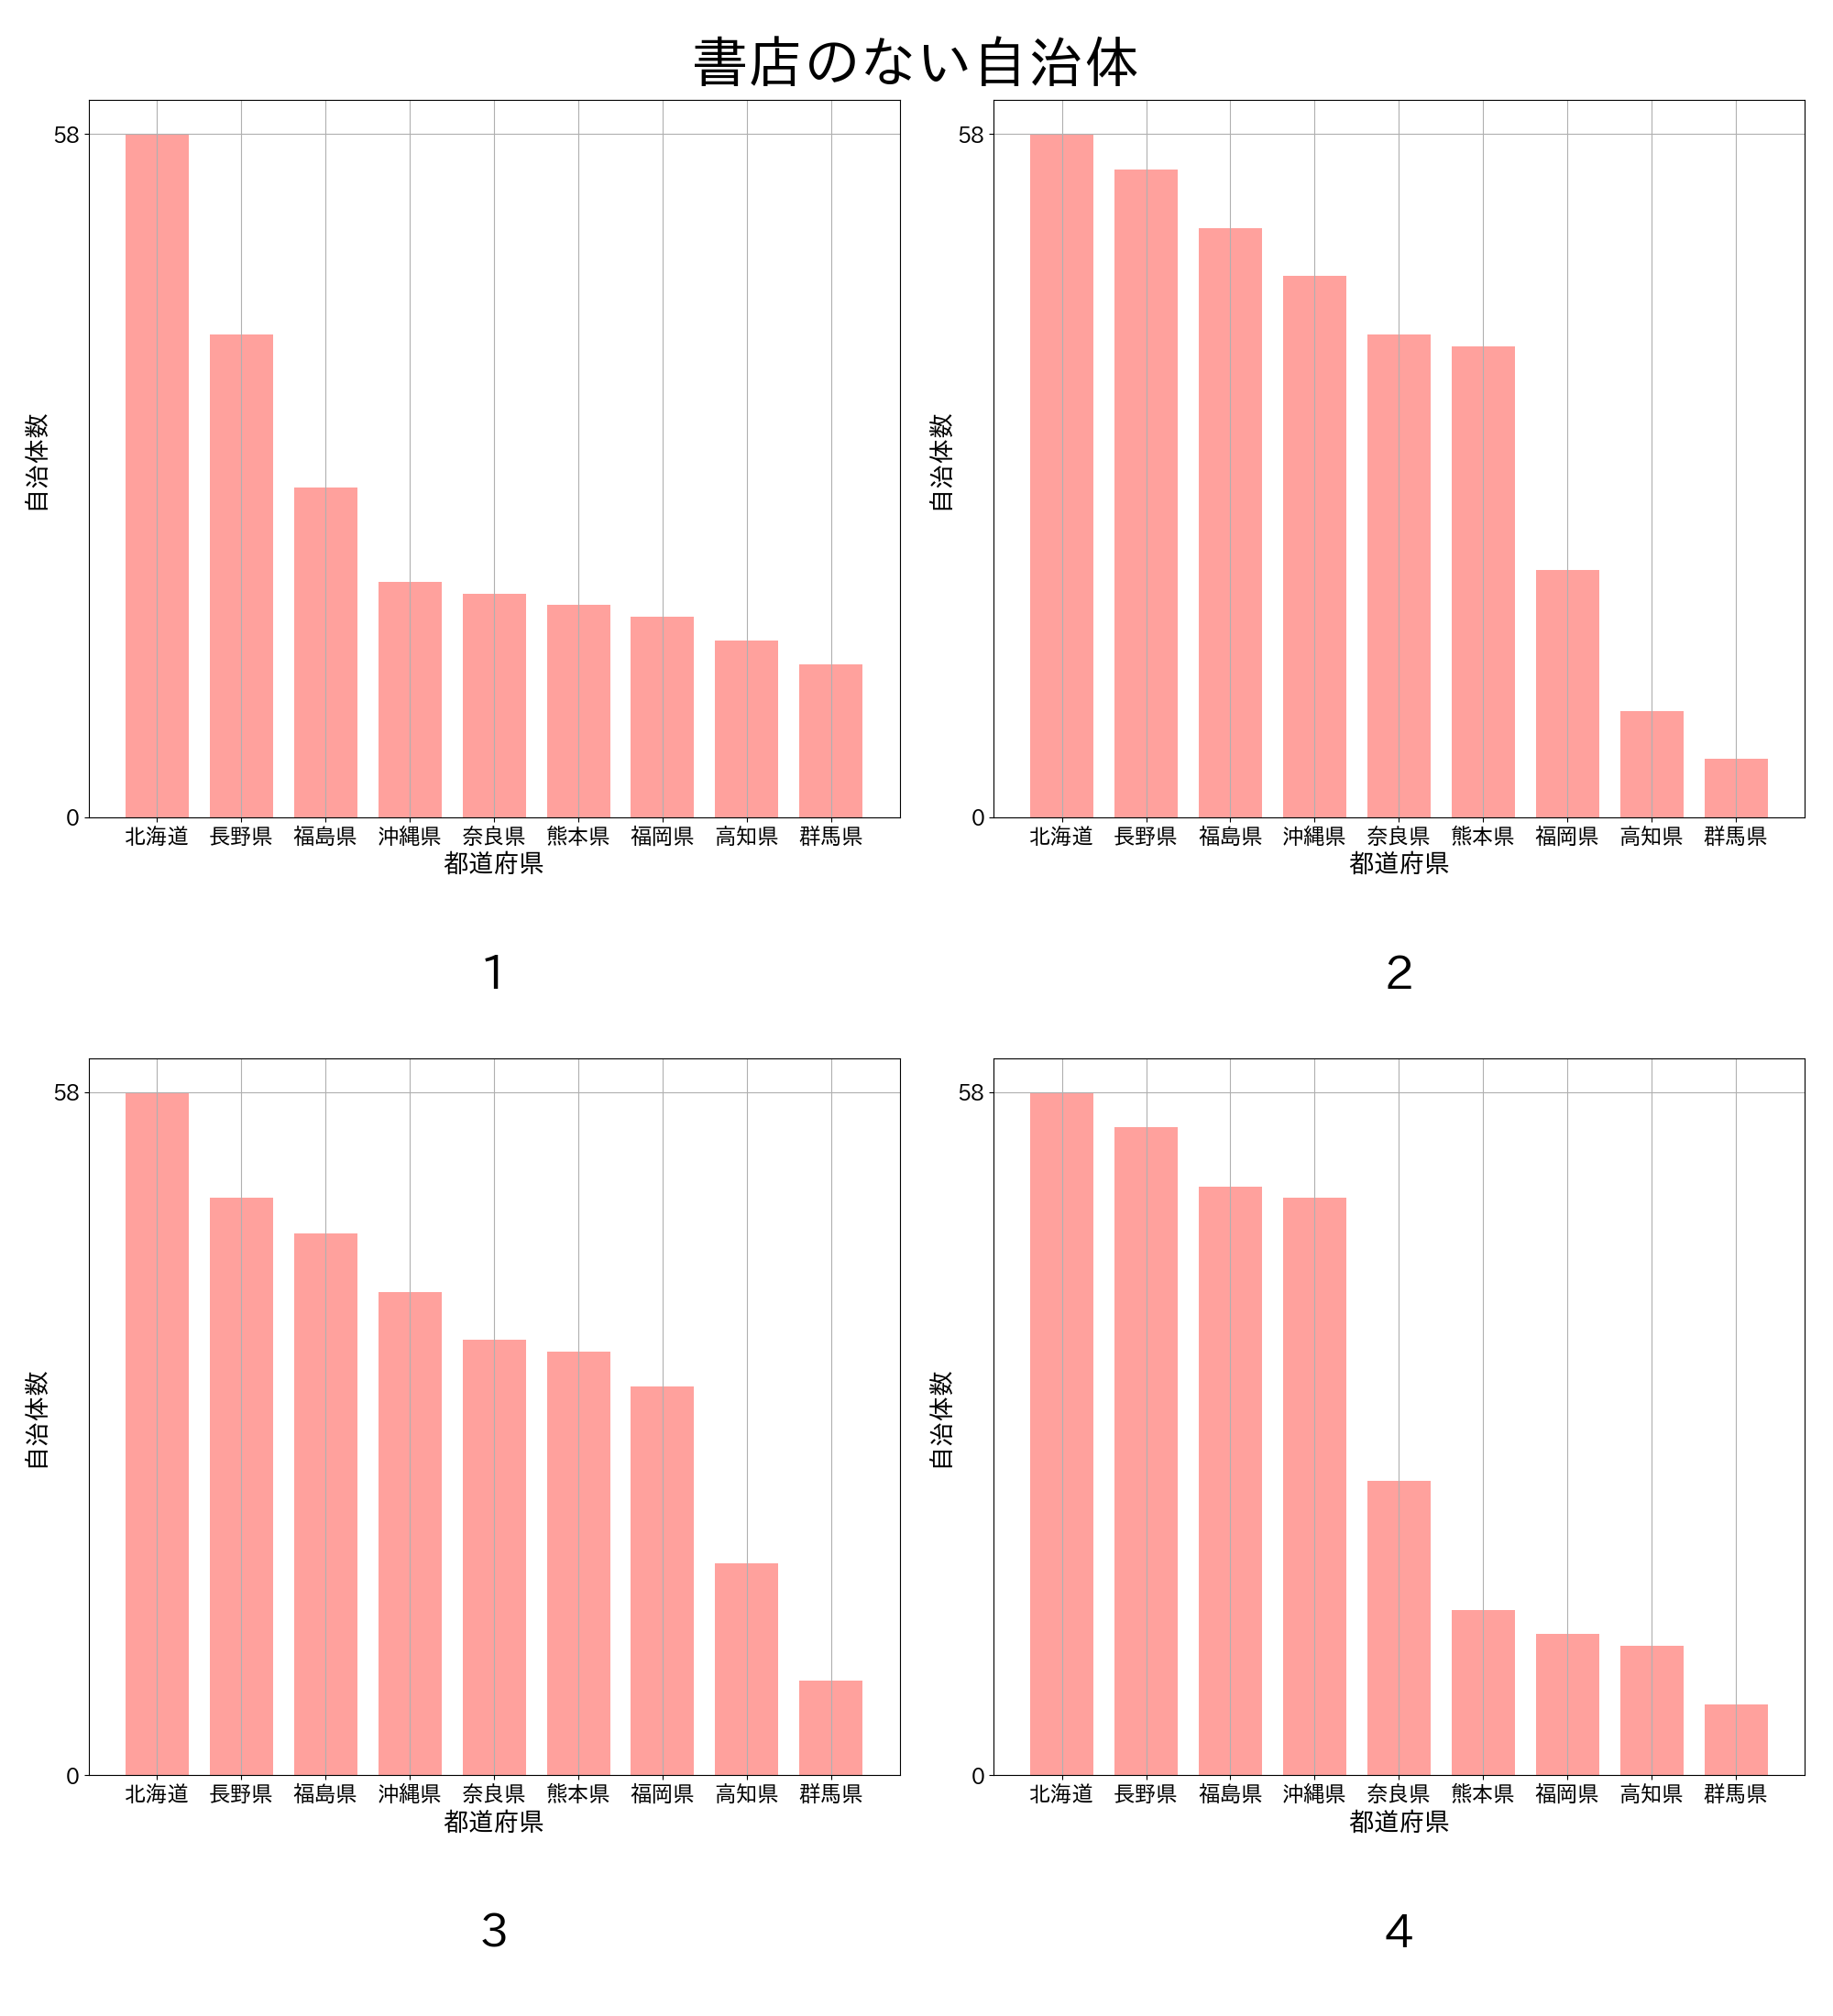 書店のない自治体
58
0
自治体数
北海道 長野県 福島県 沖縄県 奈良県 熊本県 福岡県 高知県 群馬県
都道府県
1
58
0
自治体数
北海道 長野県 福島県 沖縄県 奈良県 熊本県 福岡県 高知県 群馬県
都道府県
2
58
0
自治体数
北海道 長野県 福島県 沖縄県 奈良県 熊本県 福岡県 高知県 群馬県
都道府県
3
58
0
自治体数
北海道 長野県 福島県 沖縄県 奈良県 熊本県 福岡県 高知県 群馬県
都道府県
4